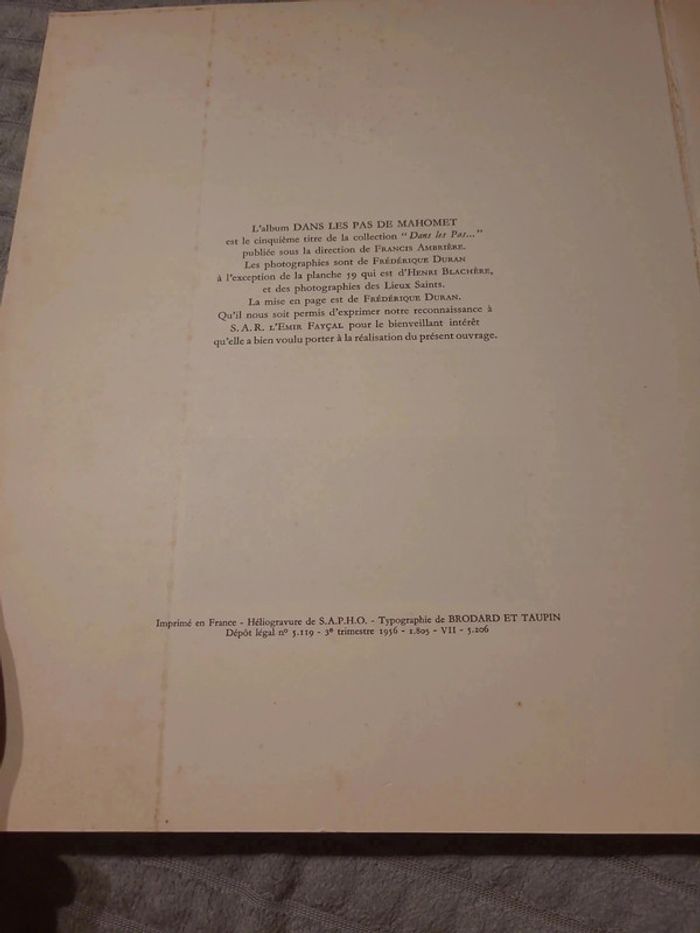 L'album DANS LES PAS DE MAHOMET
est le cinquième titre de la collection "Dans les Pas..."
publiée sous la direction de FRANCIS AMBRIÈRE.
Les photographies sont de FRÉDÉRIQUE DURAN
à l'exception de la planche 59 qui est d'HENRI BLACHÈRE,
et des photographies des Lieux Saints.
La mise en page est de FRÉDÉRIQUE DURAN.
Qu'il nous soit permis d'exprimer notre reconnaissance à
S.A.R. L'EMIR FAYÇAL pour le bienveillant intérêt
qu'elle a bien voulu porter à la réalisation du présent ouvrage.
Imprimé en France - Héliogravure de S.A.P.H.O. - Typographie de BRODARD ET TAUPIN
Dépôt légal nº 5.119 - 3e trimestre 1956 - 1.805 - VII - 5.206